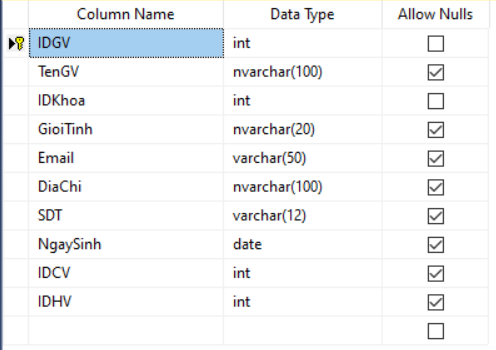 Column Name Data Type Allow Nulls
IDGV int
TenGV nvarchar(100)
IDKhoa int
GioiTinh nvarchar(20)
Email varchar(50)
DiaChi nvarchar(100)
SDT varchar(12)
NgaySinh date
IDCV int
IDHV int